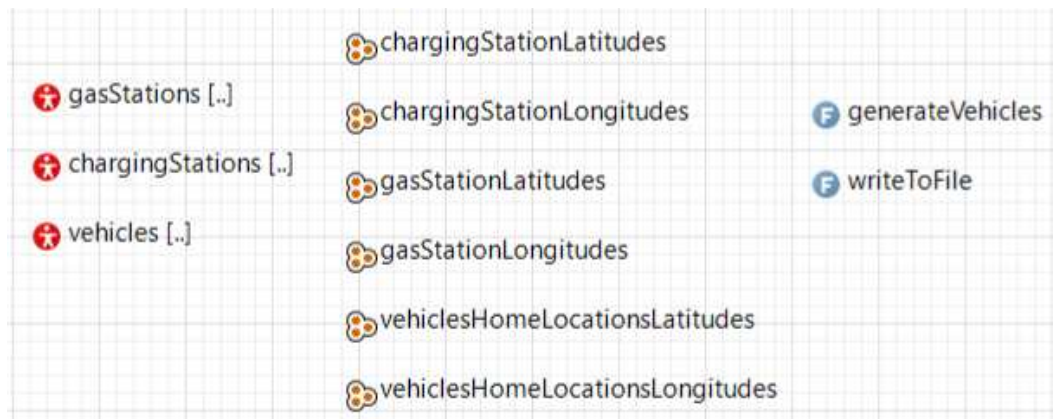 gasStations [..]
chargingStations [..]
vehicles [..]
chargingStationLatitudes
chargingStationLongitudes
gasStationLatitudes
gasStationLongitudes
vehiclesHomeLocationsLatitudes
vehiclesHomeLocationsLongitudes
F generateVehicles
F writeToFile